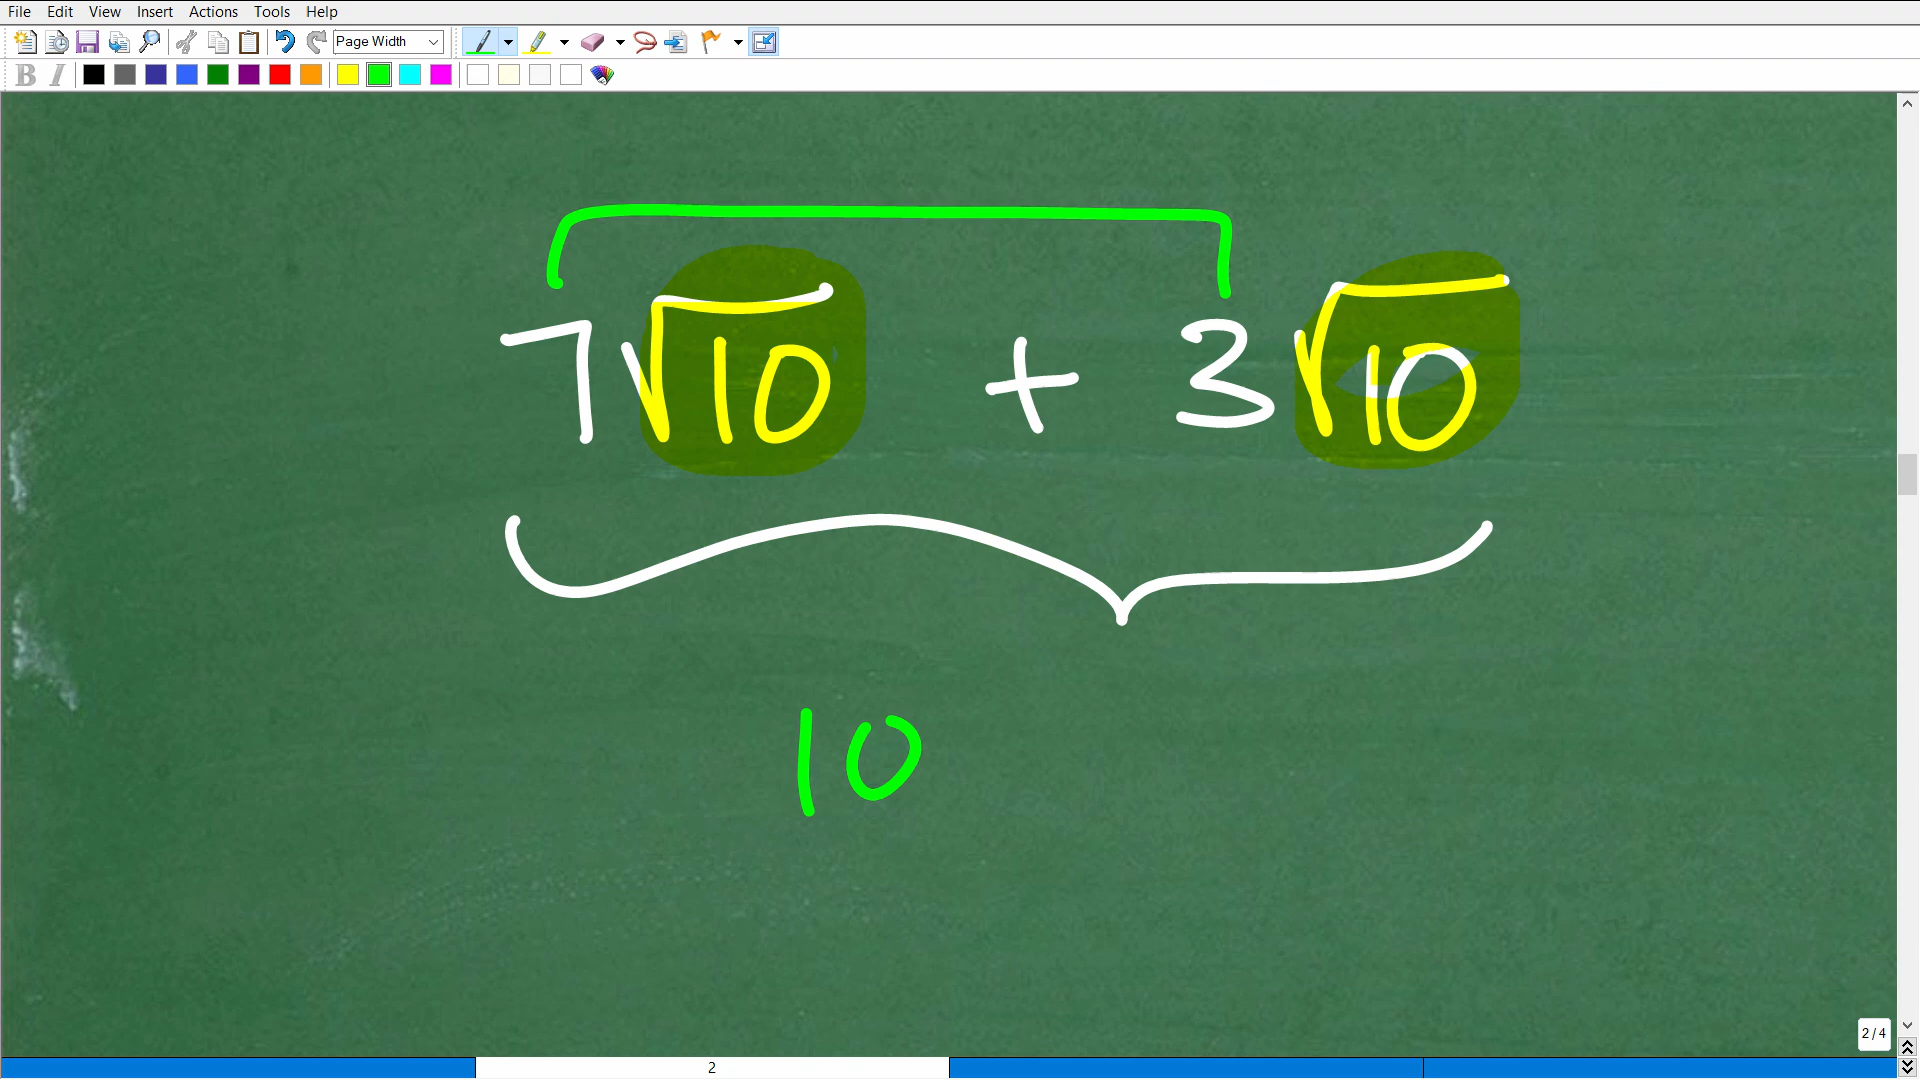 File Edit View Insert Actions Tools Help
Page Width
B I
7√10 + 3√10
10
2 / 4
2